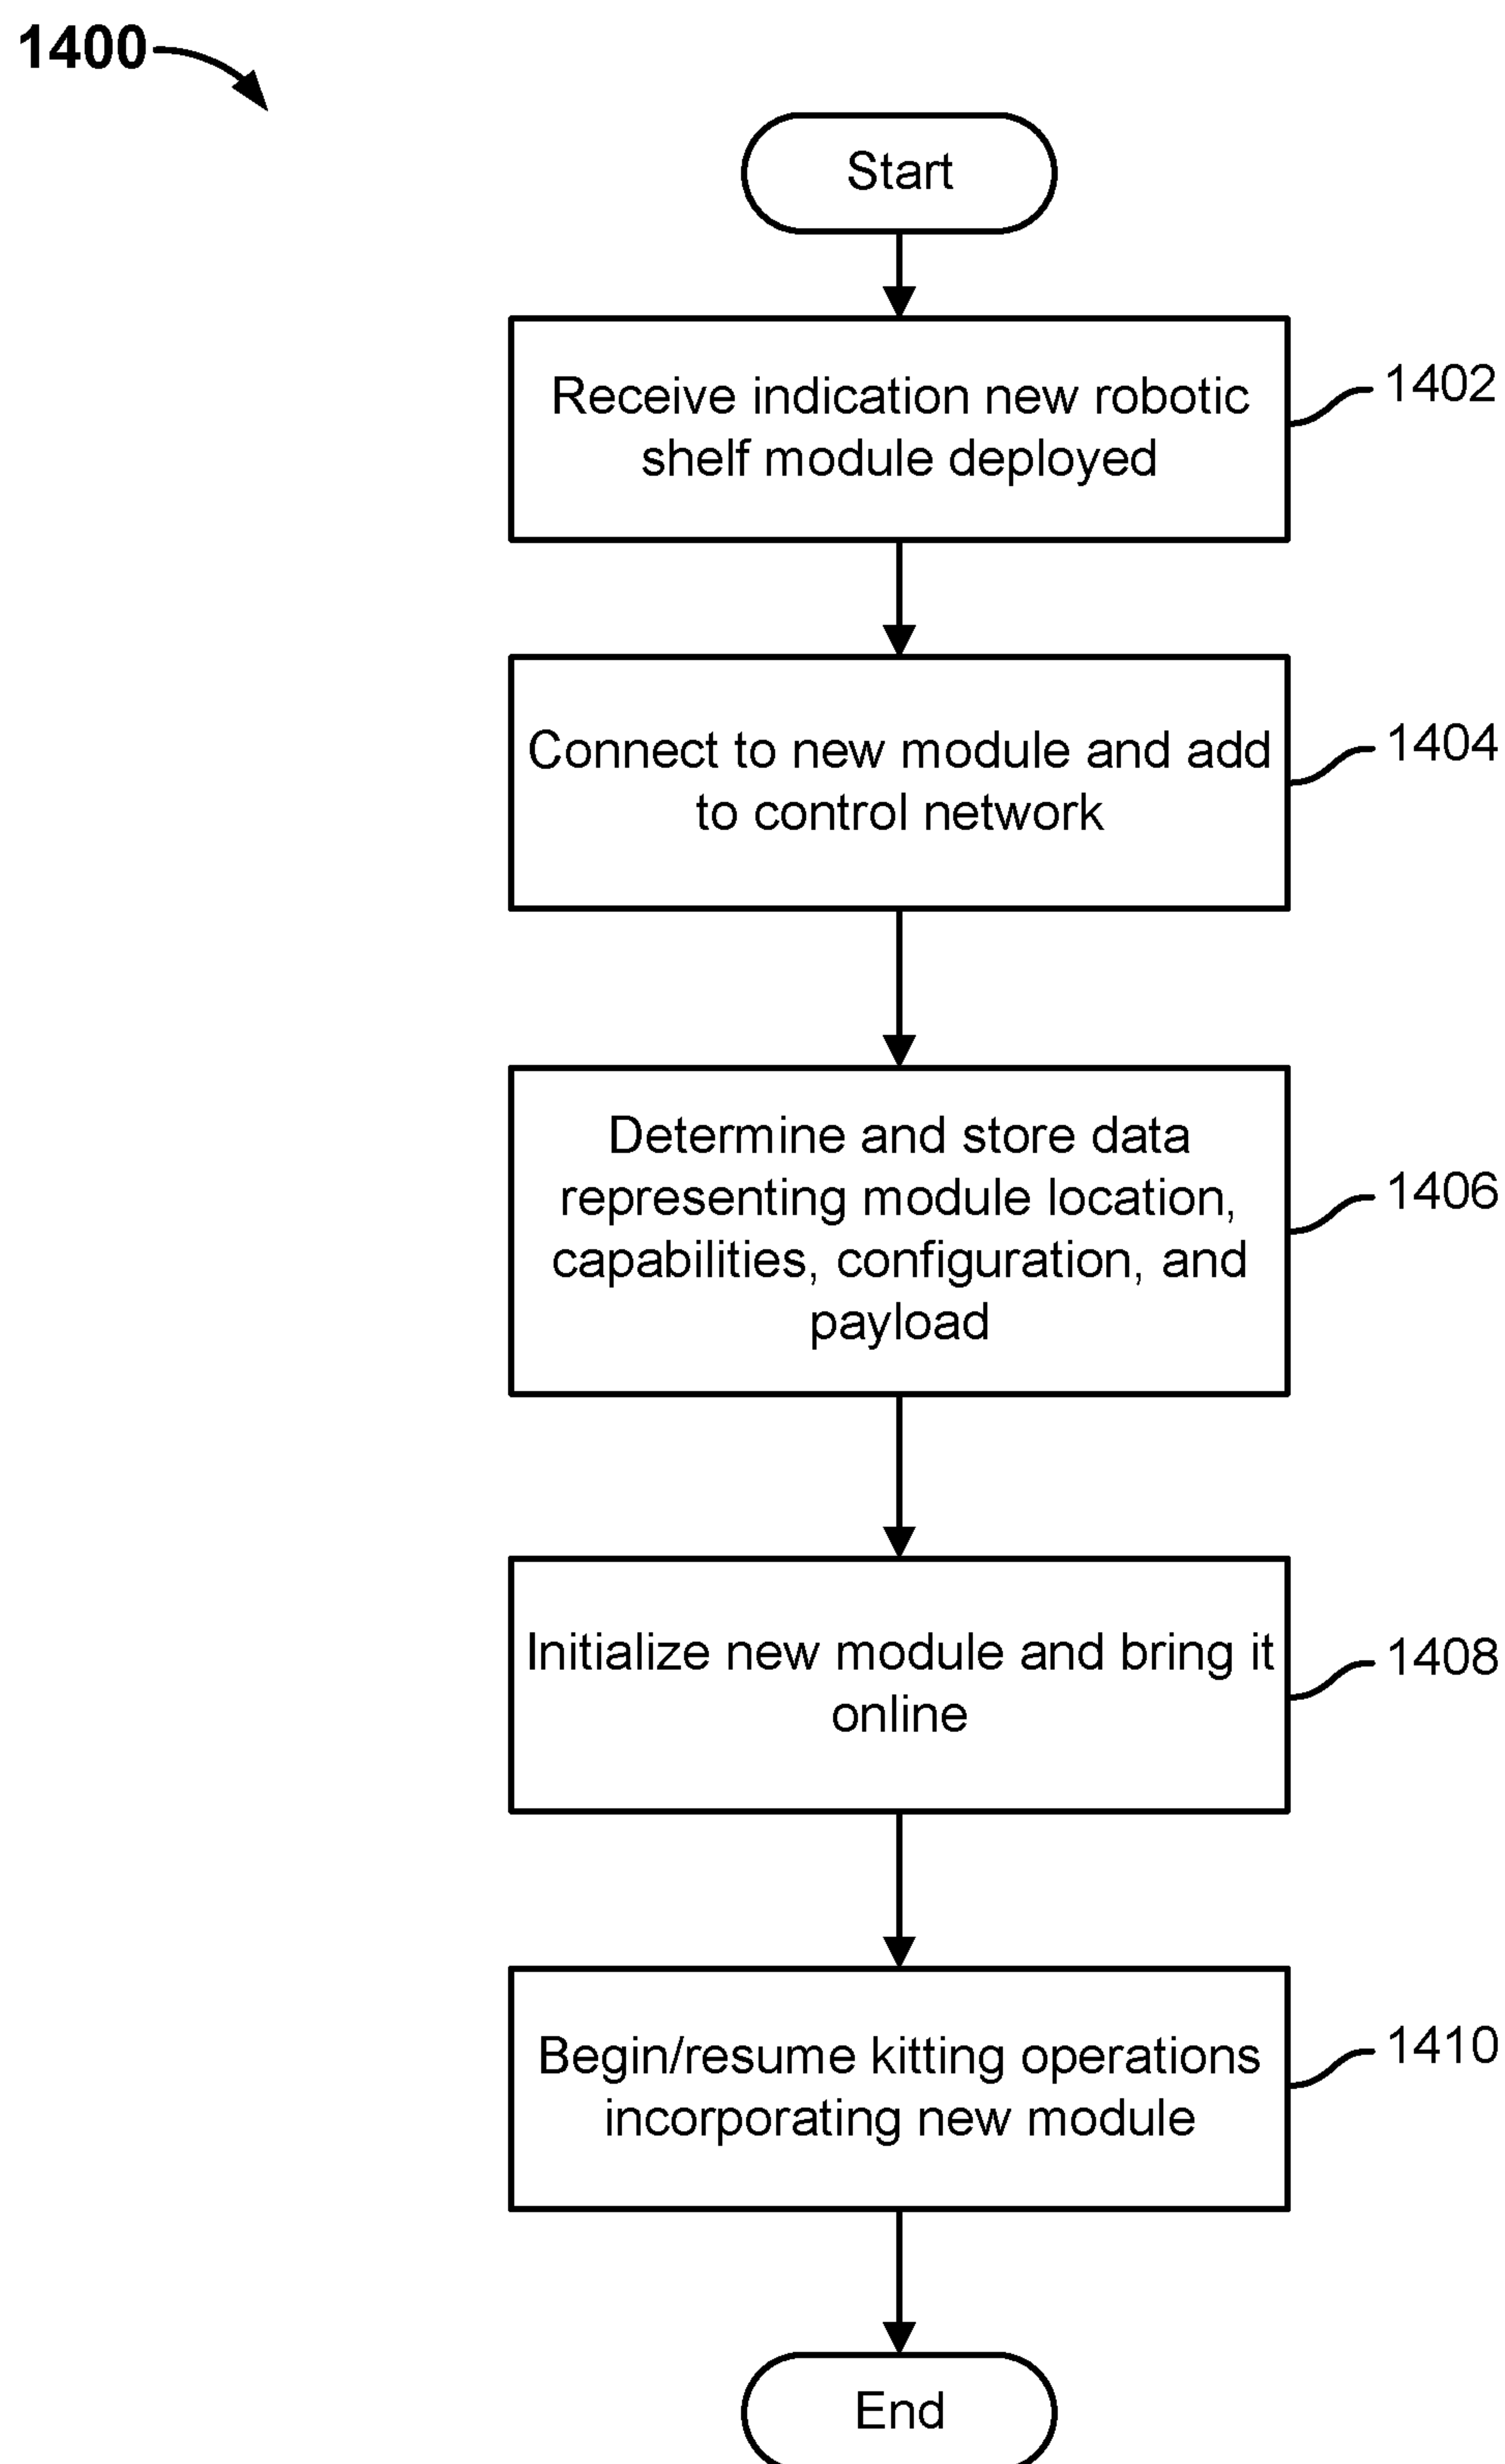 1400
Start
Receive indication new robotic
shelf module deployed
1402
Connect to new module and add
to control network
1404
Determine and store data
representing module location,
capabilities, configuration, and
payload
1406
Initialize new module and bring it
online
1408
Begin/resume kitting operations
incorporating new module
1410
End